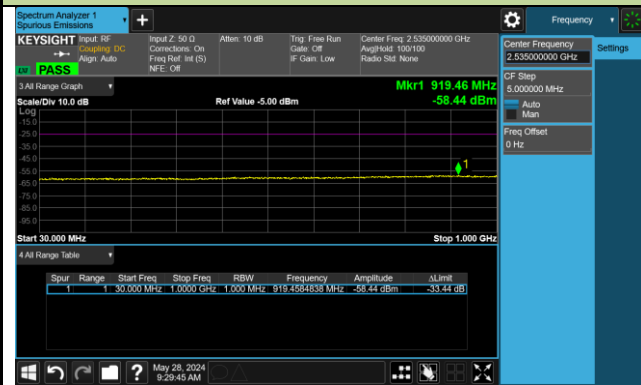 Spectrum Analyzer 1
Spurious Emissions
Frequency
KEYSIGHT
Input: RF
Coupling: DC
Align: Auto
Input Z: 50 Ω
Corrections: On
Freq Ref: Int (S)
NFE: Off
Atten: 10 dB
Trig: Free Run
Gate: Off
IF Gain: Low
Center Freq: 2.535000000 GHz
Avg|Hold: 100/100
Radio Std: None
PASS
Center Frequency
2.535000000 GHz
Settings
CF Step
5.000000 MHz
Auto
Man
Freq Offset
0 Hz
3 All Range Graph
Mkr1 919.46 MHz
Scale/Div 10.0 dB
Ref Value -5.00 dBm
-58.44 dBm
Log
-15.0
-25.0
-35.0
-45.0
-55.0
-65.0
-75.0
-85.0
-95.0
1
Start 30.000 MHz
Stop 1.000 GHz
4 All Range Table
Spur Range Start Freq Stop Freq RBW Frequency Amplitude ΔLimit
1 1 30.000 MHz 1.0000 GHz 1.000 MHz 919.4584838 MHz -58.44 dBm -33.44 dB
May 28, 2024
9:29:45 AM